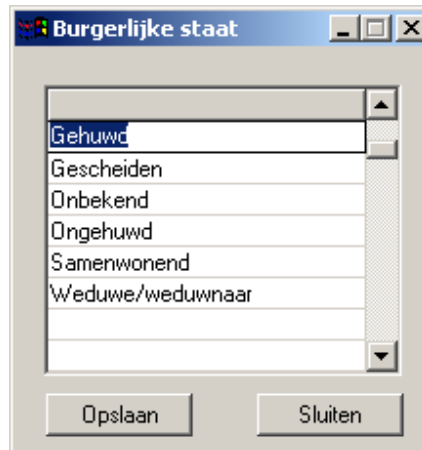 Burgerlijke staat
Gehuwd
Gescheiden
Onbekend
Ongehuwd
Samenwonend
Weduwe/weduwnaar
Opslaan Sluiten